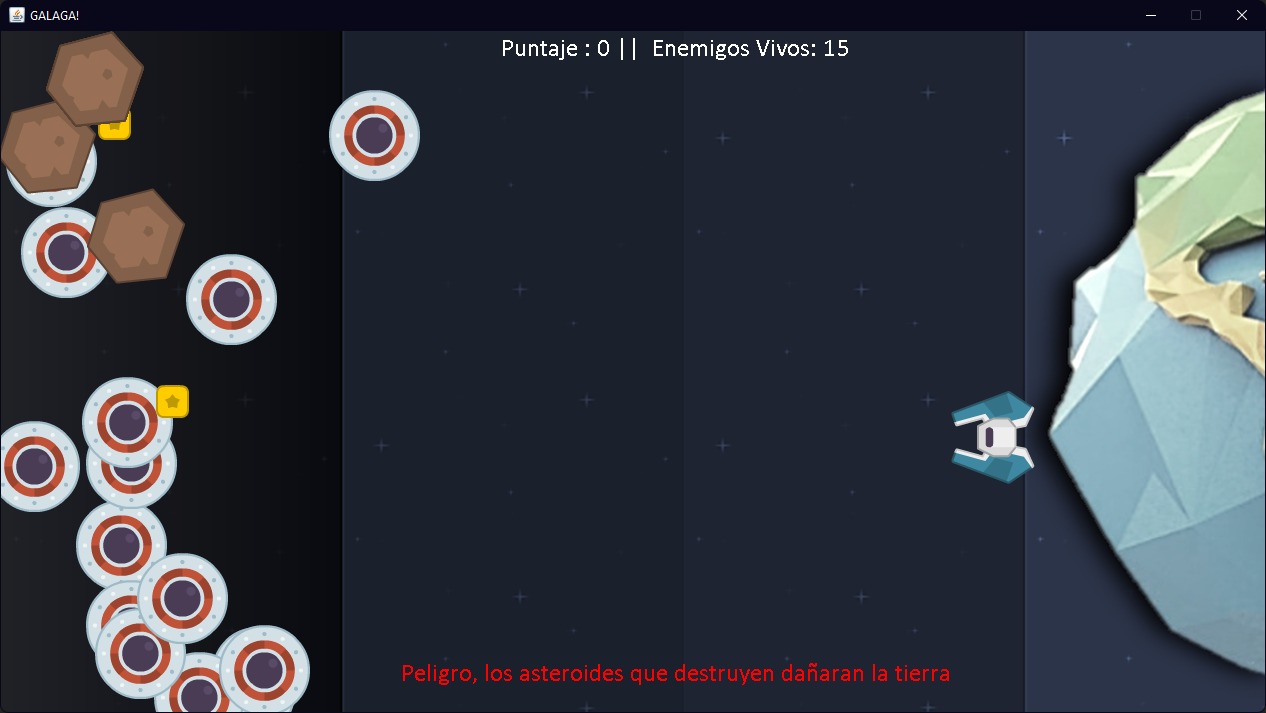 GALAGA!
Puntaje : 0 || Enemigos Vivos: 15
Peligro, los asteroides que destruyen dañaran la tierra